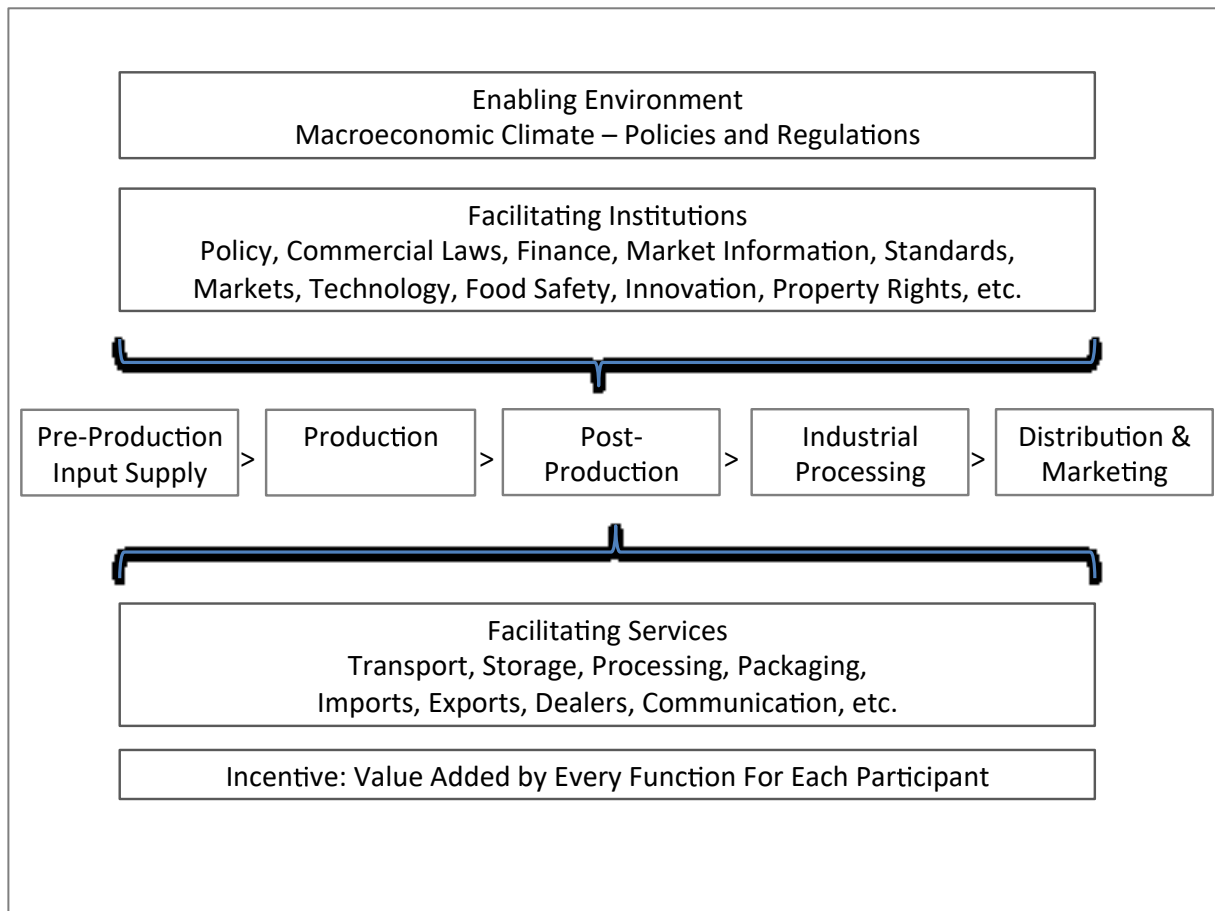 Enabling Environment
Macroeconomic Climate – Policies and Regulations
Facilitating Institutions
Policy, Commercial Laws, Finance, Market Information, Standards,
Markets, Technology, Food Safety, Innovation, Property Rights, etc.
Pre-Production
Input Supply
>
Production
>
Post-
Production
>
Industrial
Processing
>
Distribution &
Marketing
Facilitating Services
Transport, Storage, Processing, Packaging,
Imports, Exports, Dealers, Communication, etc.
Incentive: Value Added by Every Function For Each Participant